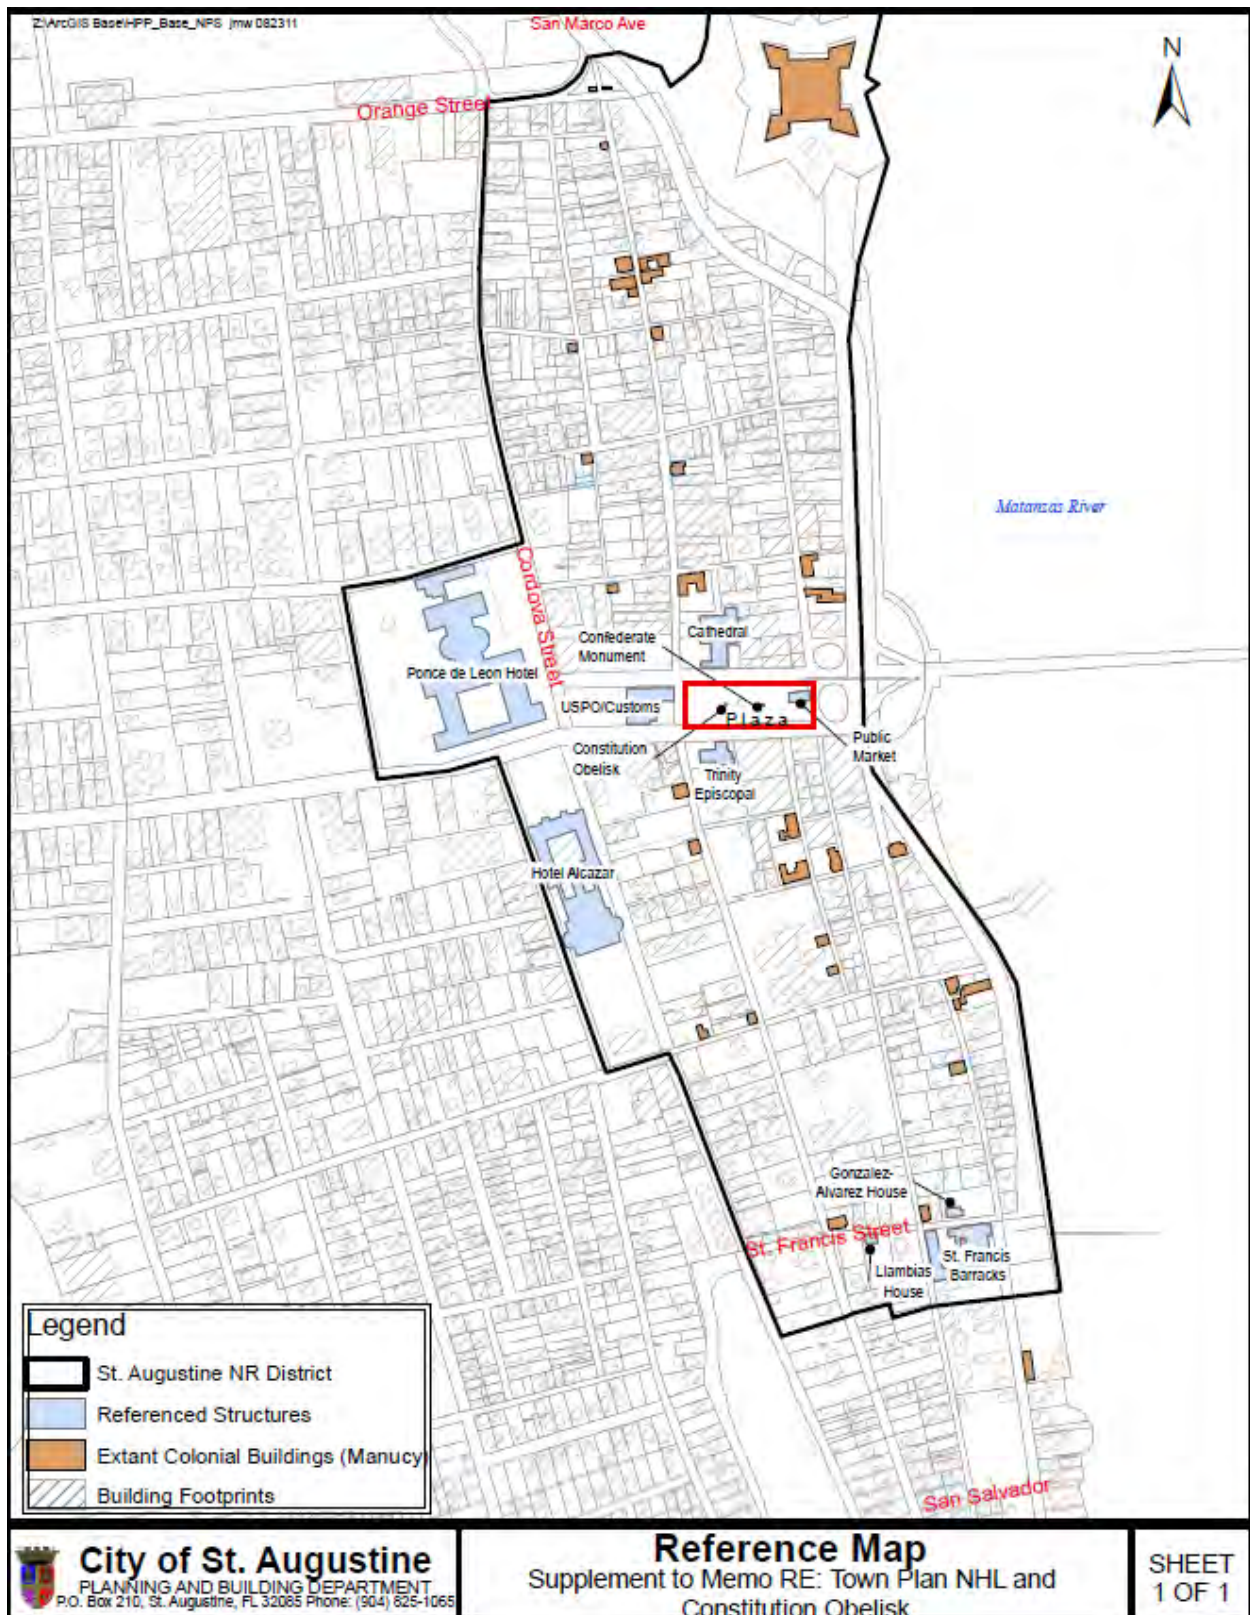 Z:\ArcGIS Base\HPP_Base_NPS jmw 082311
San Marco Ave
N
Orange Street
Matanzas River
Cordova Street
Confederate
Monument
Cathedral
Ponce de Leon Hotel
USPO/Customs
Plaza
Public
Market
Constitution
Obelisk
Trinity
Episcopal
Hotel Alcazar
Gonzalez-
Alvarez House
St. Francis Street
St. Francis
Barracks
Llambias
House
Legend
St. Augustine NR District
Referenced Structures
Extant Colonial Buildings (Manucy)
Building Footprints
San Salvador
City of St. Augustine
PLANNING AND BUILDING DEPARTMENT
P.O. Box 210, St. Augustine, FL 32085 Phone: (904) 825-1065
Reference Map
Supplement to Memo RE: Town Plan NHL and
Constitution Obelisk
SHEET
1 OF 1